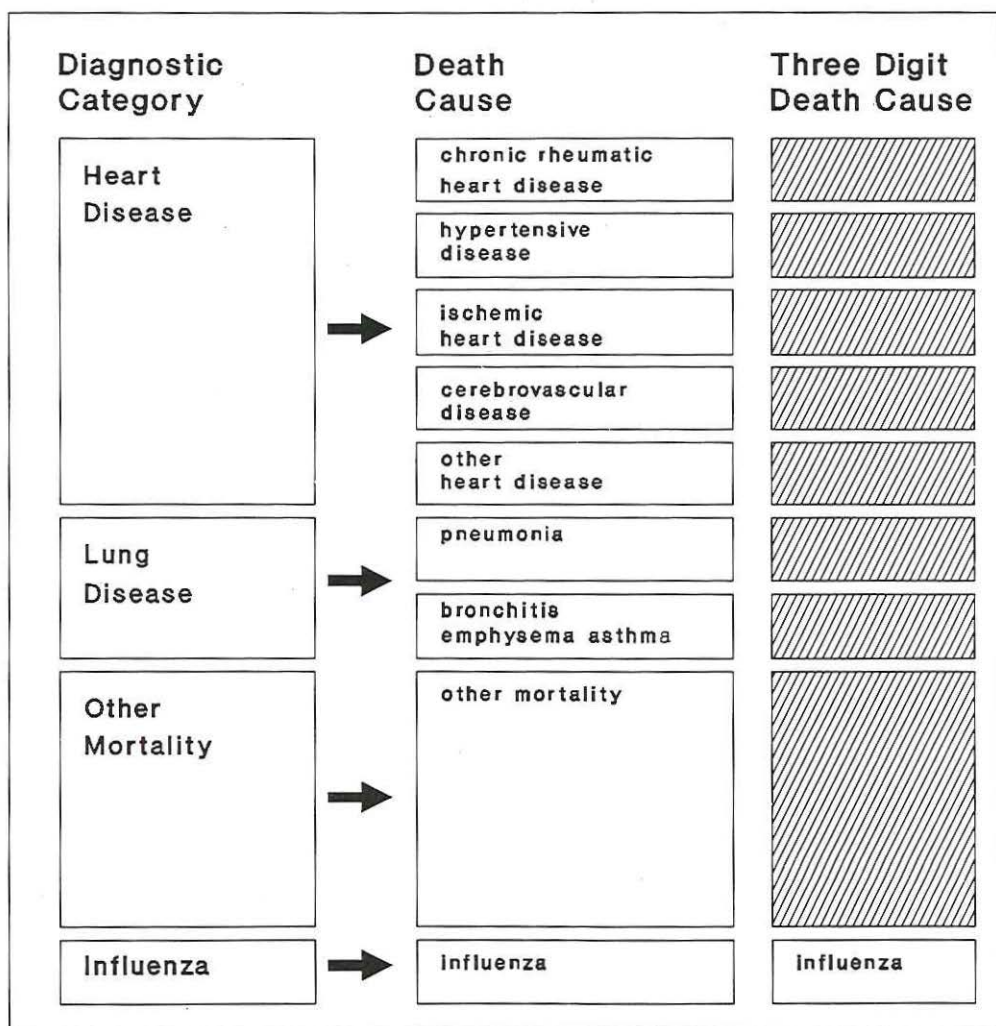 Diagnostic
Category
Death
Cause
Three Digit
Death Cause
Heart
Disease
chronic rheumatic
heart disease
hypertensive
disease
ischemic
heart disease
cerebrovascular
disease
other
heart disease
Lung
Disease
pneumonia
bronchitis
emphysema asthma
Other
Mortality
other mortality
Influenza
influenza
influenza